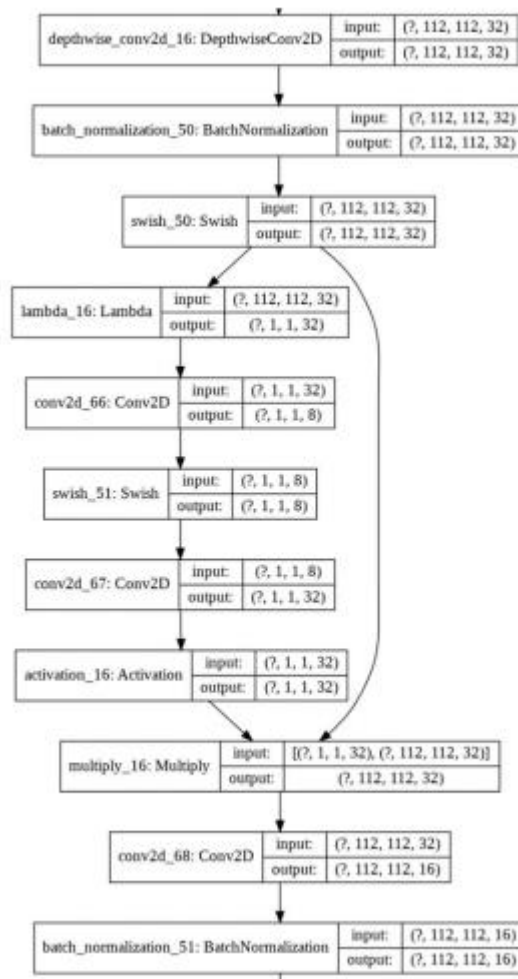 depthwise_conv2d_16: DepthwiseConv2D
input: (?, 112, 112, 32)
output: (?, 112, 112, 32)
batch_normalization_50: BatchNormalization
input: (?, 112, 112, 32)
output: (?, 112, 112, 32)
swish_50: Swish
input: (?, 112, 112, 32)
output: (?, 112, 112, 32)
lambda_16: Lambda
input: (?, 112, 112, 32)
output: (?, 1, 1, 32)
conv2d_66: Conv2D
input: (?, 1, 1, 32)
output: (?, 1, 1, 8)
swish_51: Swish
input: (?, 1, 1, 8)
output: (?, 1, 1, 8)
conv2d_67: Conv2D
input: (?, 1, 1, 8)
output: (?, 1, 1, 32)
activation_16: Activation
input: (?, 1, 1, 32)
output: (?, 1, 1, 32)
multiply_16: Multiply
input: [(?, 1, 1, 32), (?, 112, 112, 32)]
output: (?, 112, 112, 32)
conv2d_68: Conv2D
input: (?, 112, 112, 32)
output: (?, 112, 112, 16)
batch_normalization_51: BatchNormalization
input: (?, 112, 112, 16)
output: (?, 112, 112, 16)